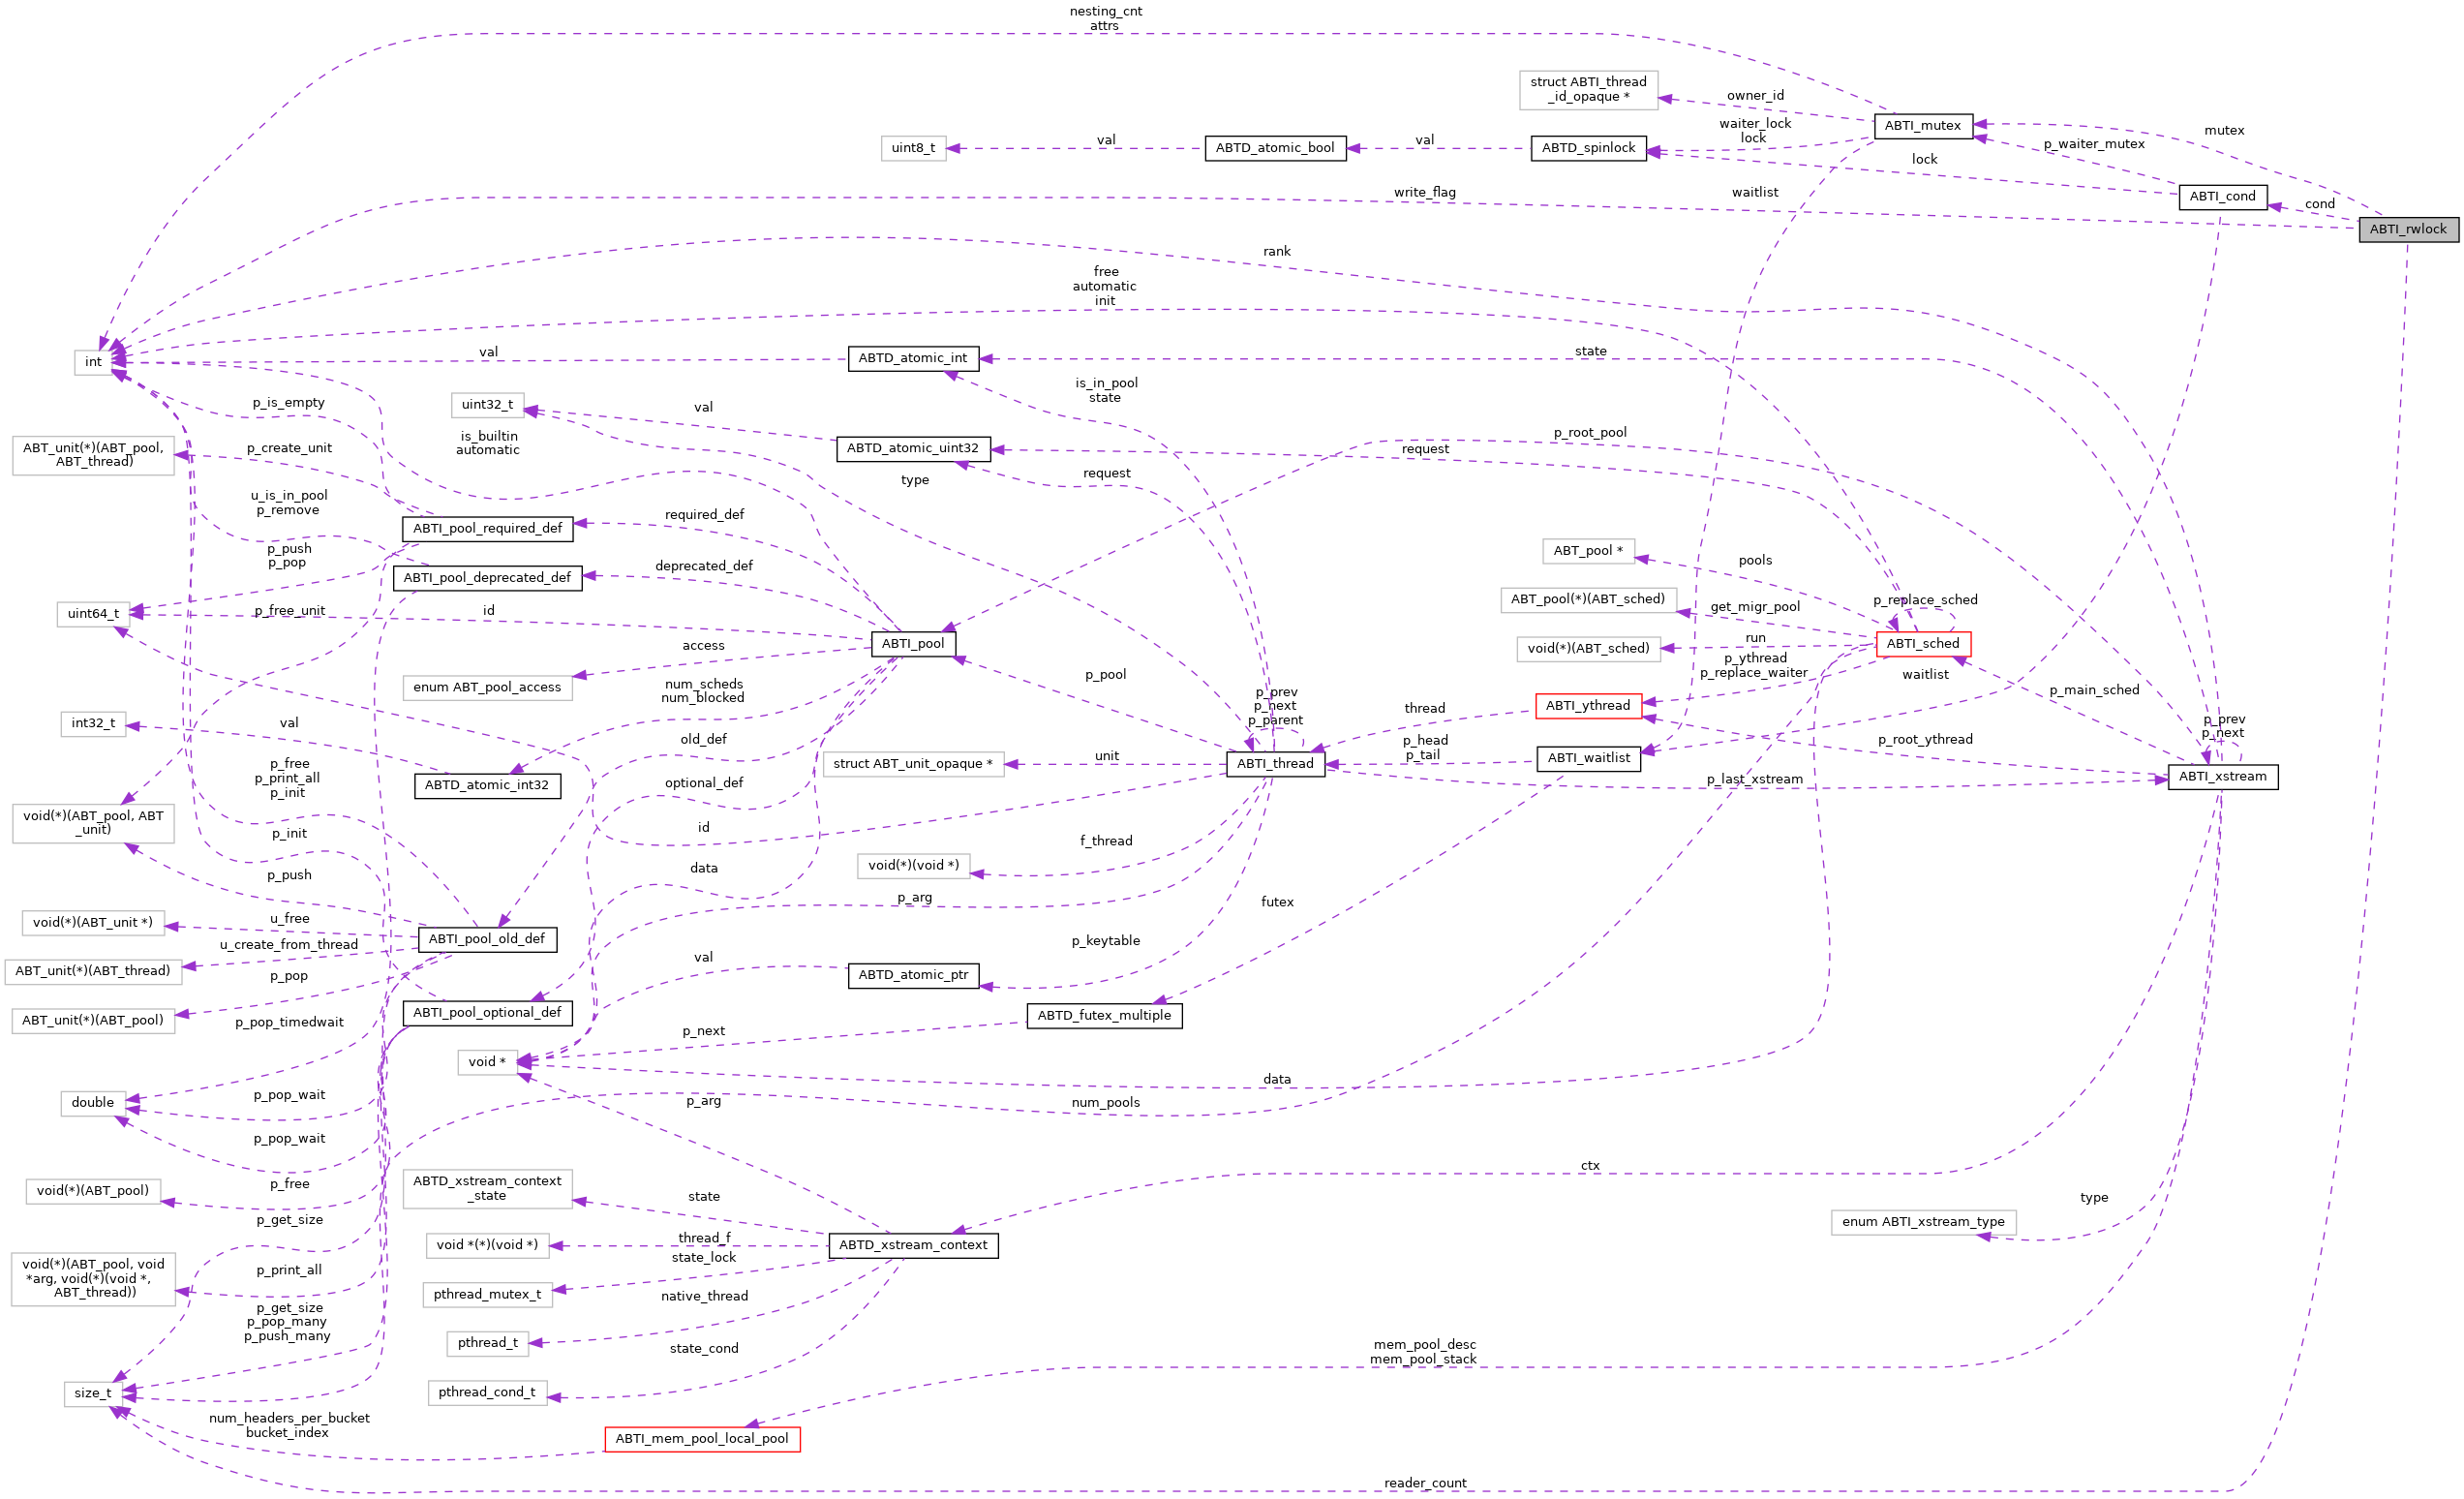 nesting_cnt
attrs
struct ABTI_thread
_id_opaque *
owner_id
ABTI_mutex
mutex
waiter_lock
lock
uint8_t
val
ABTD_atomic_bool
val
ABTD_spinlock
p_waiter_mutex
lock
write_flag
waitlist
ABTI_cond
cond
ABTI_rwlock
rank
free
automatic
init
int
val
ABTD_atomic_int
state
is_in_pool
state
p_is_empty
uint32_t
val
ABT_unit(*)(ABT_pool,
ABT_thread)
p_create_unit
is_builtin
automatic
ABTD_atomic_uint32
p_root_pool
request
type
request
u_is_in_pool
p_remove
ABTI_pool_required_def
required_def
p_push
p_pop
ABTI_pool_deprecated_def
deprecated_def
ABT_pool *
pools
uint64_t
p_free_unit
id
ABT_pool(*)(ABT_sched)
get_migr_pool
p_replace_sched
ABTI_pool
access
void(*)(ABT_sched)
run
ABTI_sched
enum ABT_pool_access
num_scheds
num_blocked
p_pool
p_ythread
p_replace_waiter
waitlist
p_main_sched
p_prev
p_next
p_parent
thread
ABTI_ythread
int32_t
val
old_def
p_root_ythread
p_prev
p_next
struct ABT_unit_opaque *
unit
ABTI_thread
p_head
p_tail
ABTI_waitlist
p_last_xstream
ABTI_xstream
p_free
p_print_all
p_init
ABTD_atomic_int32
optional_def
void(*)(ABT_pool, ABT
_unit)
p_init
id
f_thread
void(*)(void *)
p_push
data
p_arg
futex
void(*)(ABT_unit *)
u_free
ABTI_pool_old_def
p_keytable
ABT_unit(*)(ABT_thread)
u_create_from_thread
val
ABTD_atomic_ptr
p_pop
ABT_unit(*)(ABT_pool)
p_pop_timedwait
ABTI_pool_optional_def
p_next
ABTD_futex_multiple
void *
data
double
p_pop_wait
p_arg
num_pools
p_pop_wait
ctx
void(*)(ABT_pool)
p_free
ABTD_xstream_context
_state
state
type
p_get_size
enum ABTI_xstream_type
void *(*)(void *)
thread_f
ABTD_xstream_context
state_lock
void(*)(ABT_pool, void
*arg, void(*)(void *,
ABT_thread))
p_print_all
pthread_mutex_t
native_thread
p_get_size
p_pop_many
p_push_many
pthread_t
state_cond
mem_pool_desc
mem_pool_stack
size_t
pthread_cond_t
num_headers_per_bucket
bucket_index
ABTI_mem_pool_local_pool
reader_count